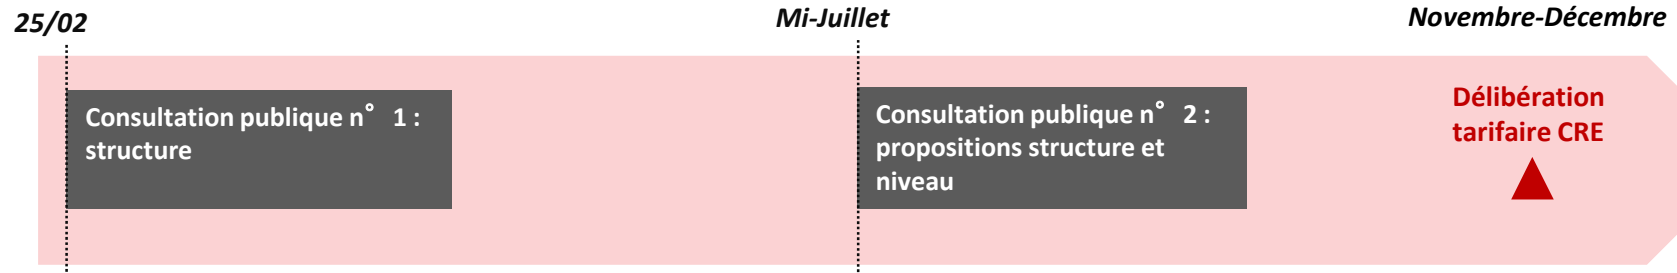 25/02
Mi-Juillet
Novembre-Décembre
Consultation publique n° 1 :
structure
Consultation publique n° 2 :
propositions structure et
niveau
Délibération
tarifaire CRE